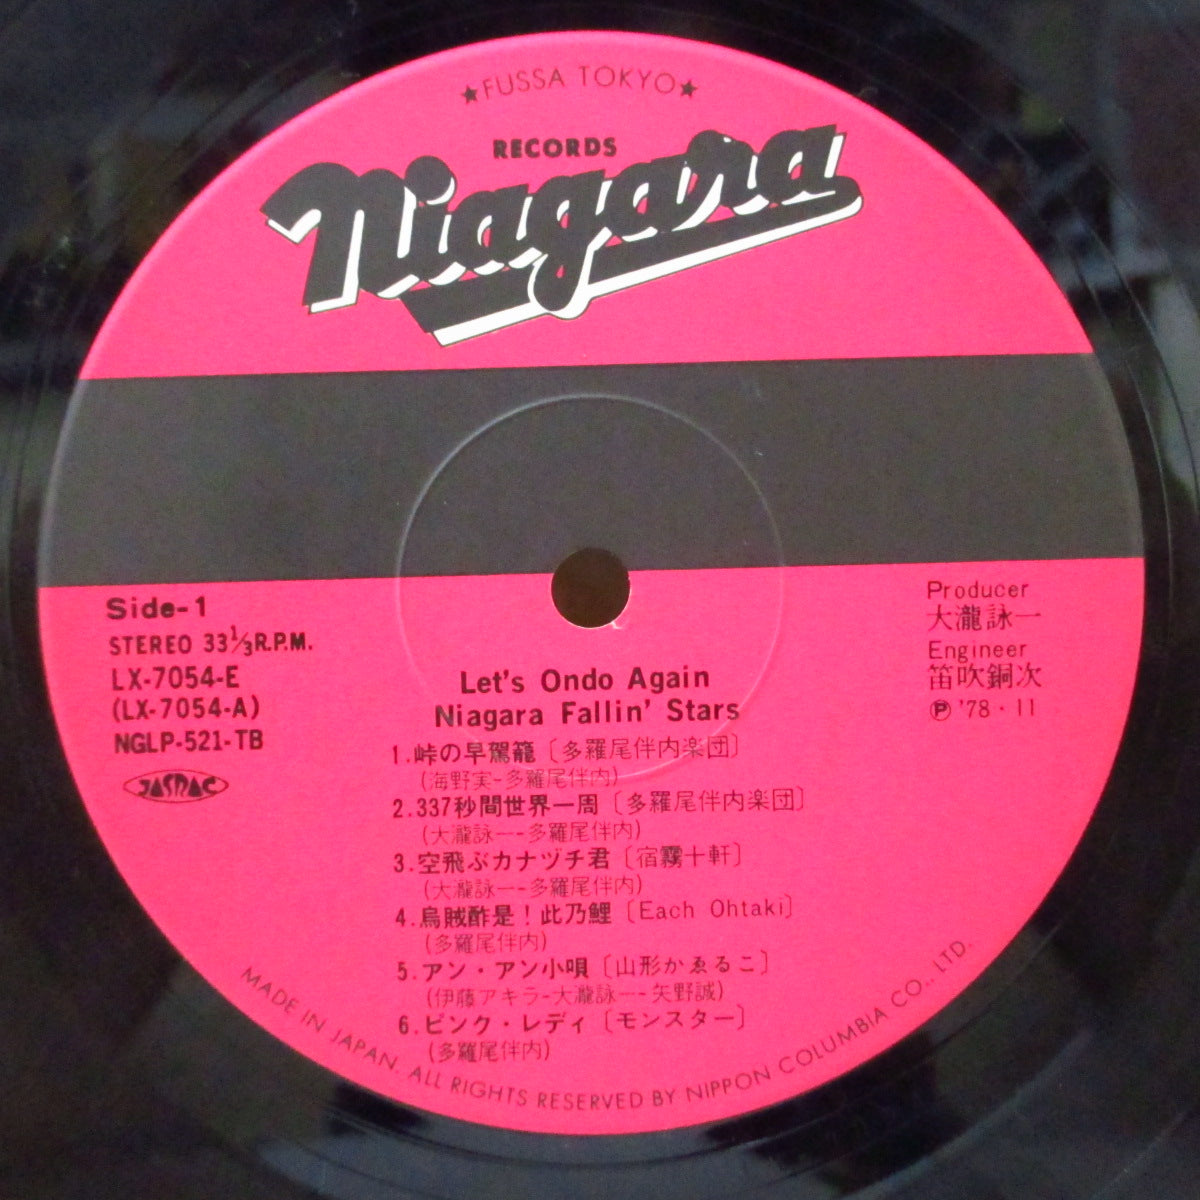 ★FUSSA TOKYO★
RECORDS
Niagara
Side-1
STEREO 33⅓R.P.M.
LX-7054-E
(LX-7054-A)
NGLP-521-TB
JASRAC
Producer
大瀧詠一
Engineer
笛吹銅次
Ⓟ '78・11
Let's Ondo Again
Niagara Fallin' Stars
1.峠の早駕籠〔多羅尾伴内楽団〕
(海野実-多羅尾伴内)
2.337秒間世界一周〔多羅尾伴内楽団〕
(大瀧詠一-多羅尾伴内)
3.空飛ぶカナヅチ君〔宿霧十軒〕
(大瀧詠一-多羅尾伴内)
4.烏賊酢是！此乃鯉〔Each Ohtaki〕
(多羅尾伴内)
5.アン・アン小唄〔山形かゑるこ〕
(伊藤アキラ-大瀧詠一-矢野誠)
6.ピンク・レディ〔モンスター〕
(多羅尾伴内)
MADE IN JAPAN. ALL RIGHTS RESERVED BY NIPPON COLUMBIA CO., LTD.